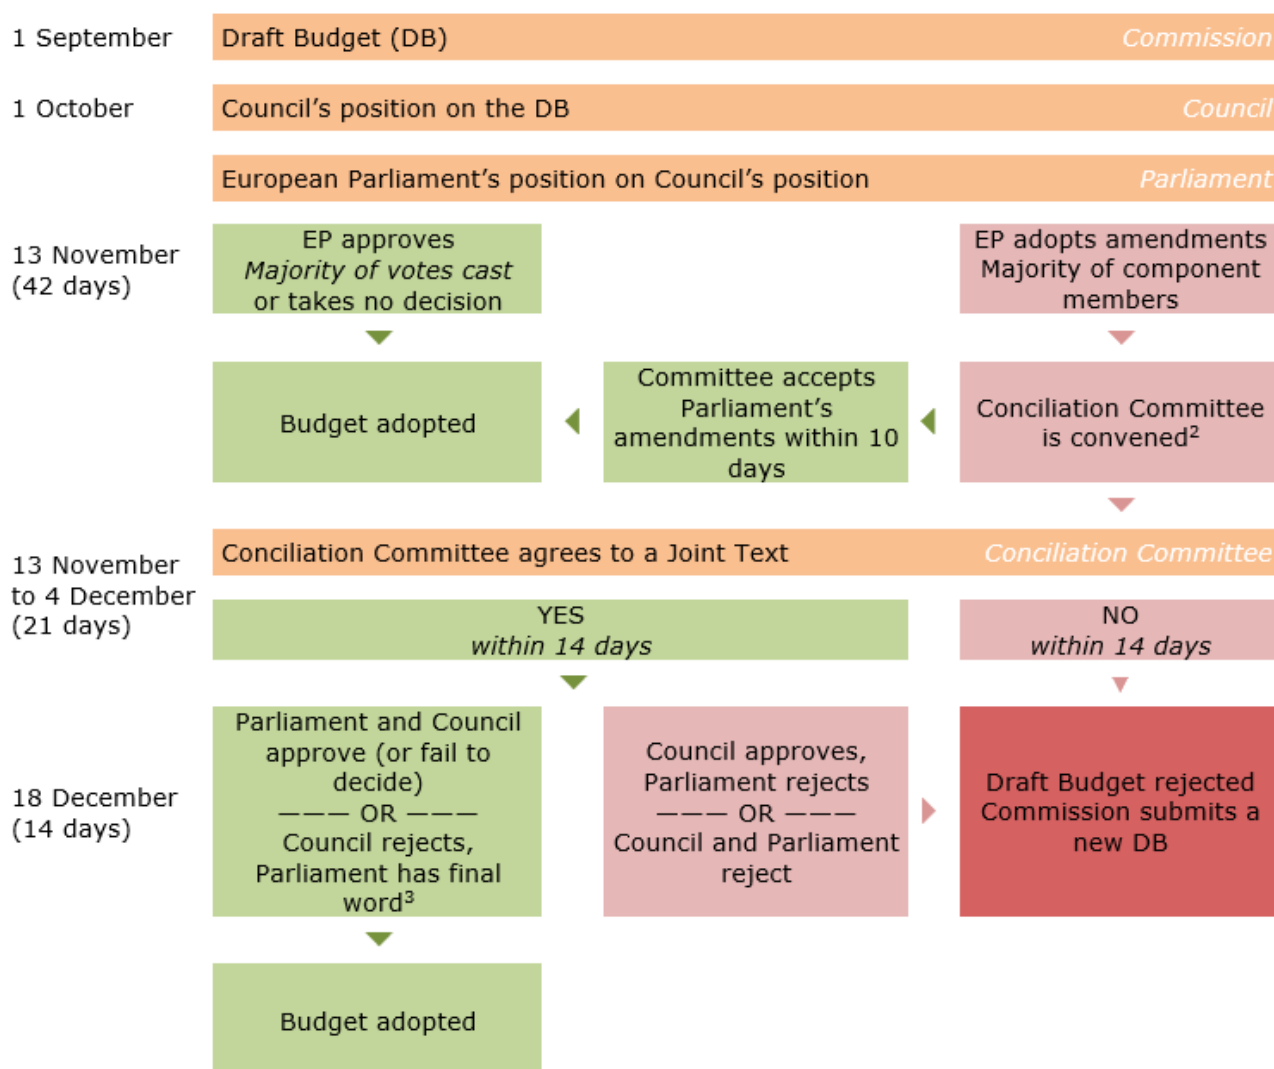 1 September
Draft Budget (DB)
Commission
1 October
Council’s position on the DB
Council
European Parliament’s position on Council’s position
Parliament
13 November
(42 days)
EP approves
Majority of votes cast
or takes no decision
EP adopts amendments
Majority of component
members
Budget adopted
Committee accepts
Parliament’s
amendments within 10
days
Conciliation Committee
is convened²
13 November
to 4 December
(21 days)
Conciliation Committee agrees to a Joint Text
Conciliation Committee
YES
within 14 days
NO
within 14 days
18 December
(14 days)
Parliament and Council
approve (or fail to
decide)
——— OR ———
Council rejects,
Parliament has final
word³
Council approves,
Parliament rejects
——— OR ———
Council and Parliament
reject
Draft Budget rejected
Commission submits a
new DB
Budget adopted